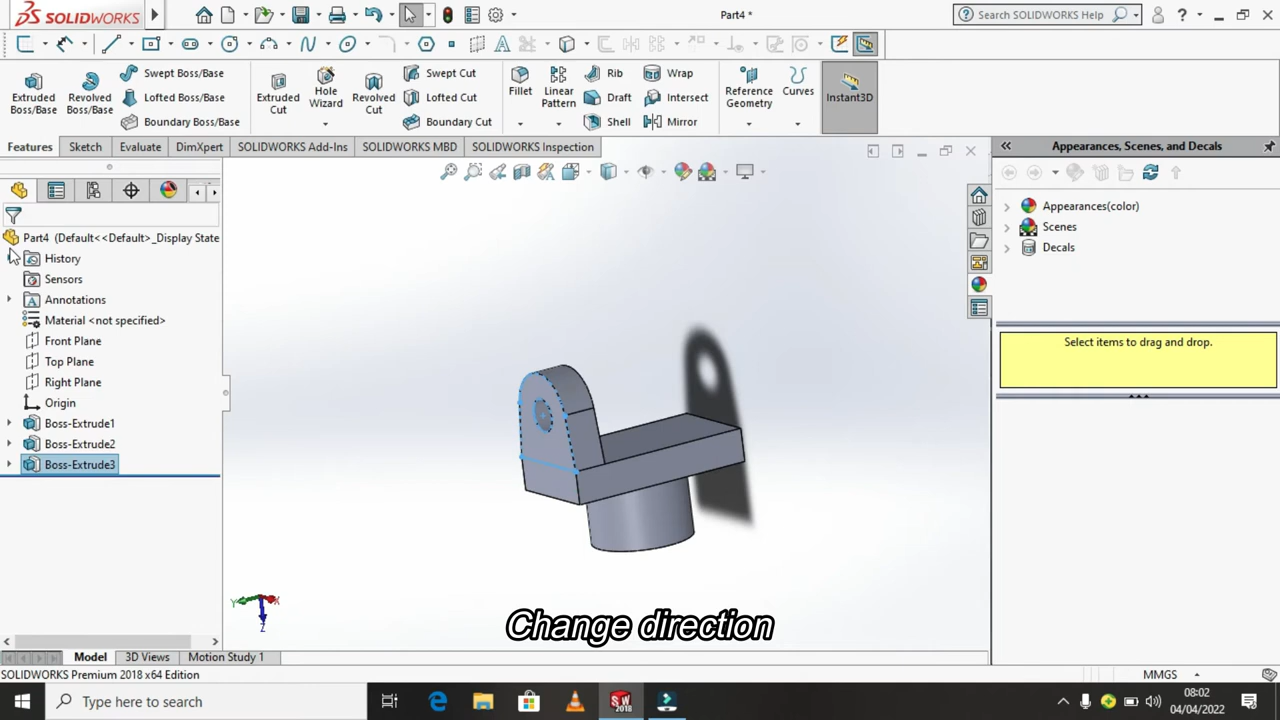 SOLIDWORKS
Part4 *
Search SOLIDWORKS Help
Extruded Boss/Base
Revolved Boss/Base
Swept Boss/Base
Lofted Boss/Base
Boundary Boss/Base
Extruded Cut
Hole Wizard
Revolved Cut
Swept Cut
Lofted Cut
Boundary Cut
Fillet
Linear Pattern
Rib
Draft
Shell
Wrap
Intersect
Mirror
Reference Geometry
Curves
Instant3D
Features
Sketch
Evaluate
DimXpert
SOLIDWORKS Add-Ins
SOLIDWORKS MBD
SOLIDWORKS Inspection
Appearances, Scenes, and Decals
Part4 (Default<<Default>_Display State
History
Sensors
Annotations
Material <not specified>
Front Plane
Top Plane
Right Plane
Origin
Boss-Extrude1
Boss-Extrude2
Boss-Extrude3
Appearances(color)
Scenes
Decals
Select items to drag and drop.
Y
X
Z
Change direction
Model
3D Views
Motion Study 1
SOLIDWORKS Premium 2018 x64 Edition
MMGS
Type here to search
SW
2018
08:02
04/04/2022